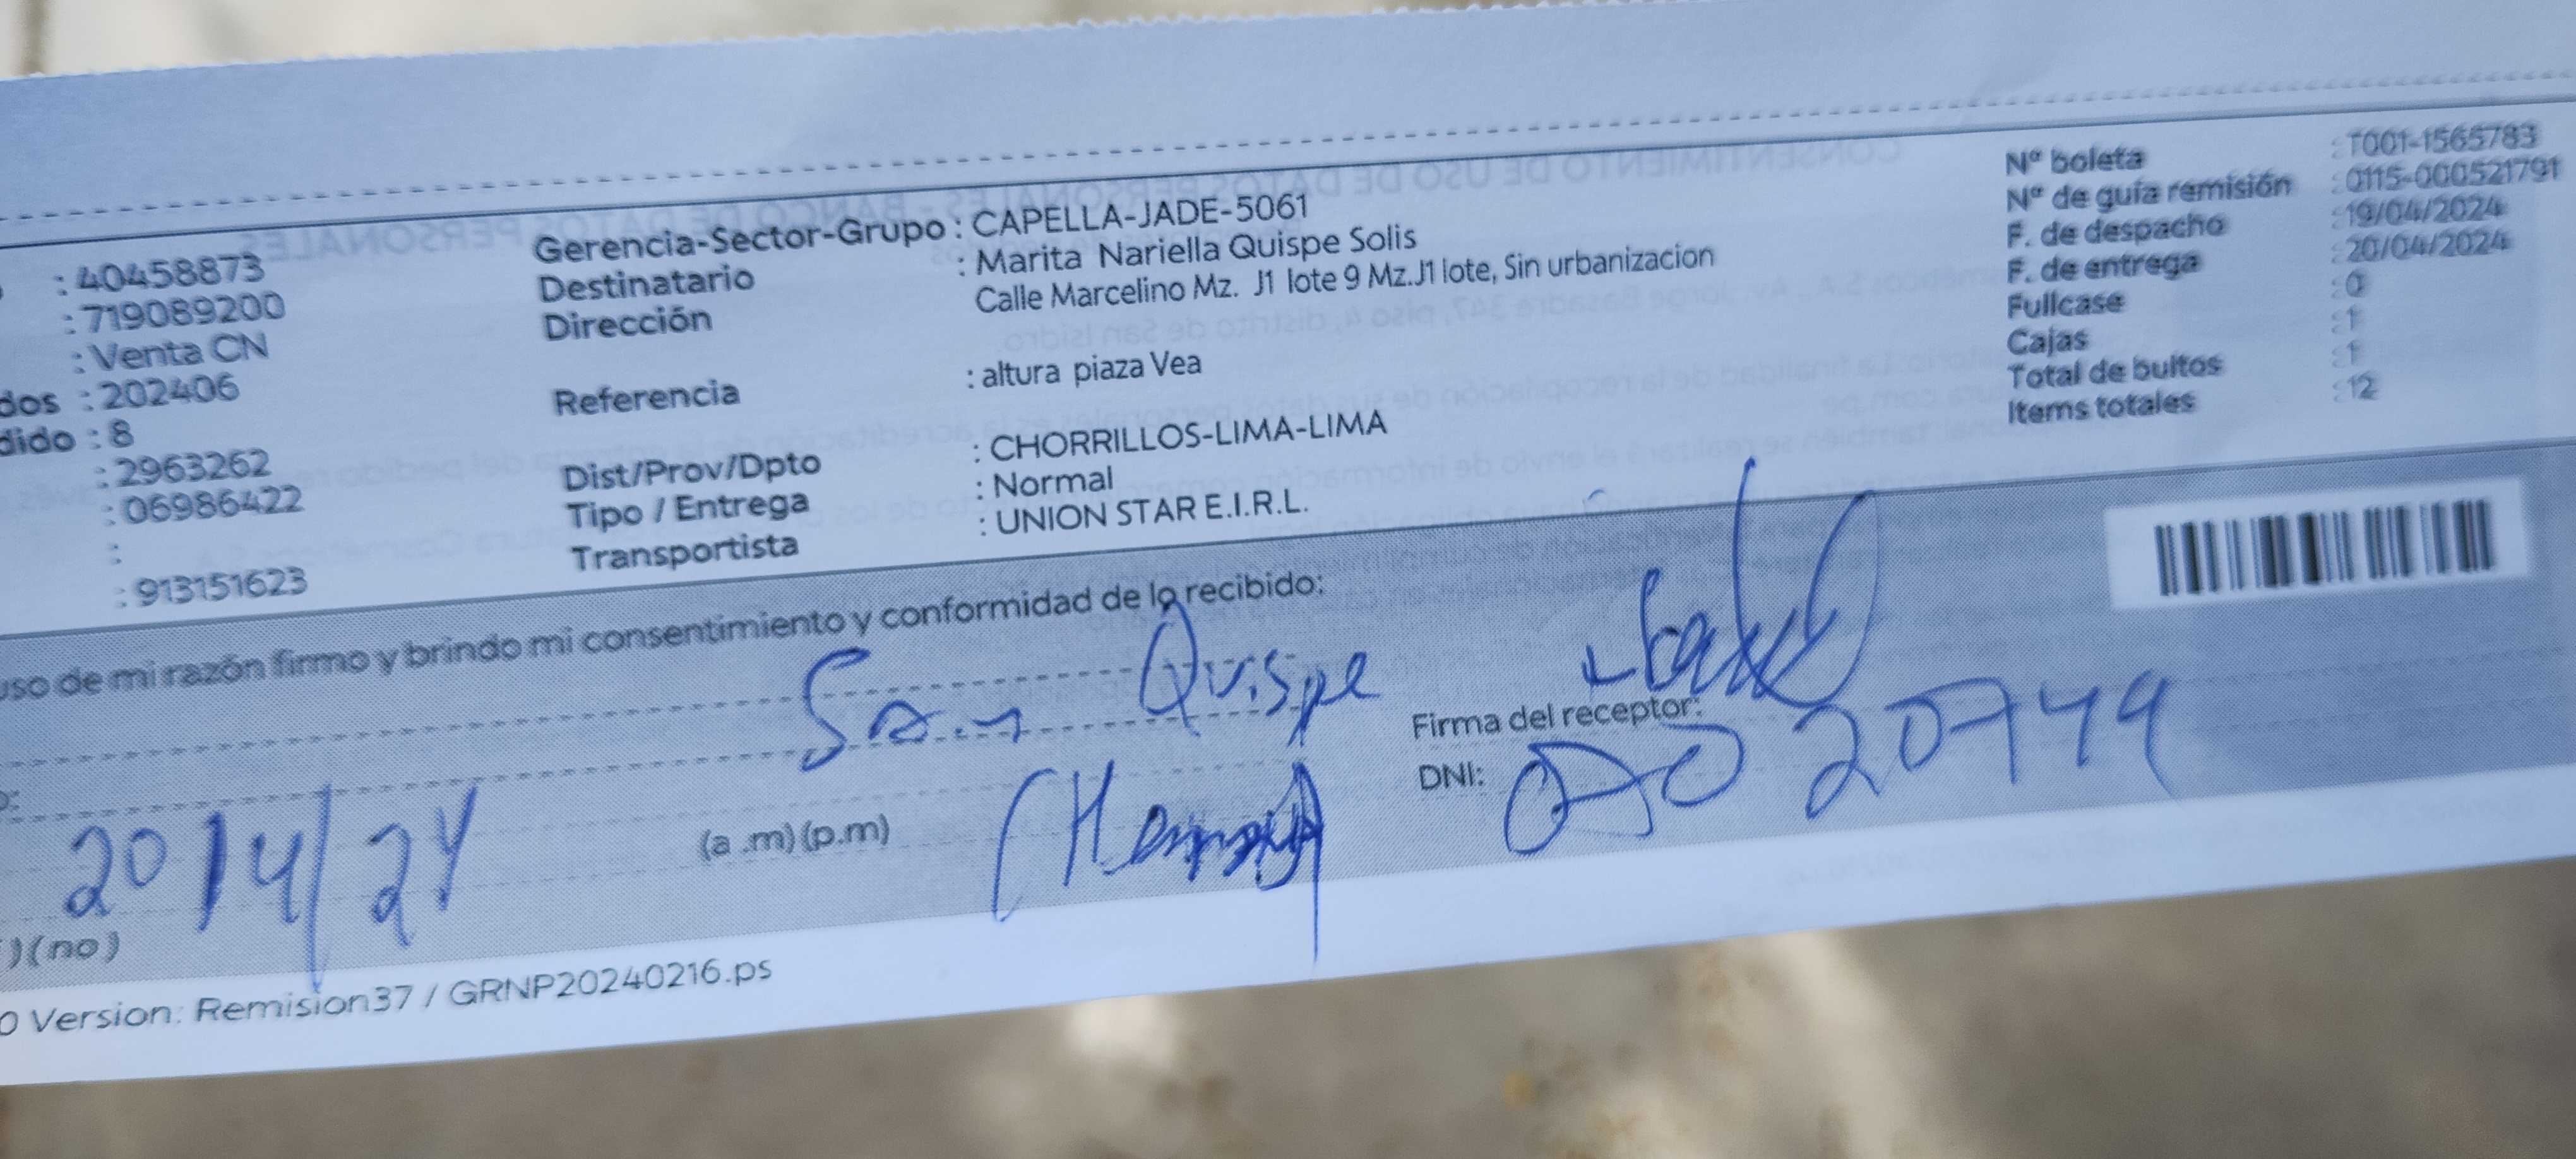 : 40458873
: 719089200
: Venta CN
dos : 202406
dido : 8
: 2963262
: 06986422
:
: 913151623
Gerencia-Sector-Grupo : CAPELLA-JADE-5061
Destinatario : Marita Nariella Quispe Solis
Dirección Calle Marcelino Mz. J1 lote 9 Mz.J1 lote, Sin urbanizacion
Referencia : altura piaza Vea
Dist/Prov/Dpto : CHORRILLOS-LIMA-LIMA
Tipo / Entrega : Normal
Transportista : UNION STAR E.I.R.L.
Nº boleta : T001-1565783
Nº de guía remisión : 0115-000521791
F. de despacho : 19/04/2024
F. de entrega : 20/04/2024
Fullcase : 0
Cajas : 1
Total de bultos : 1
Items totales : 12
uso de mi razón firmo y brindo mi consentimiento y conformidad de lo recibido:
Quispe
Firma del receptor:
DNI:
20/4/24
(a .m) (p.m)
) (no)
0 Version: Remision37 / GRNP20240216.ps